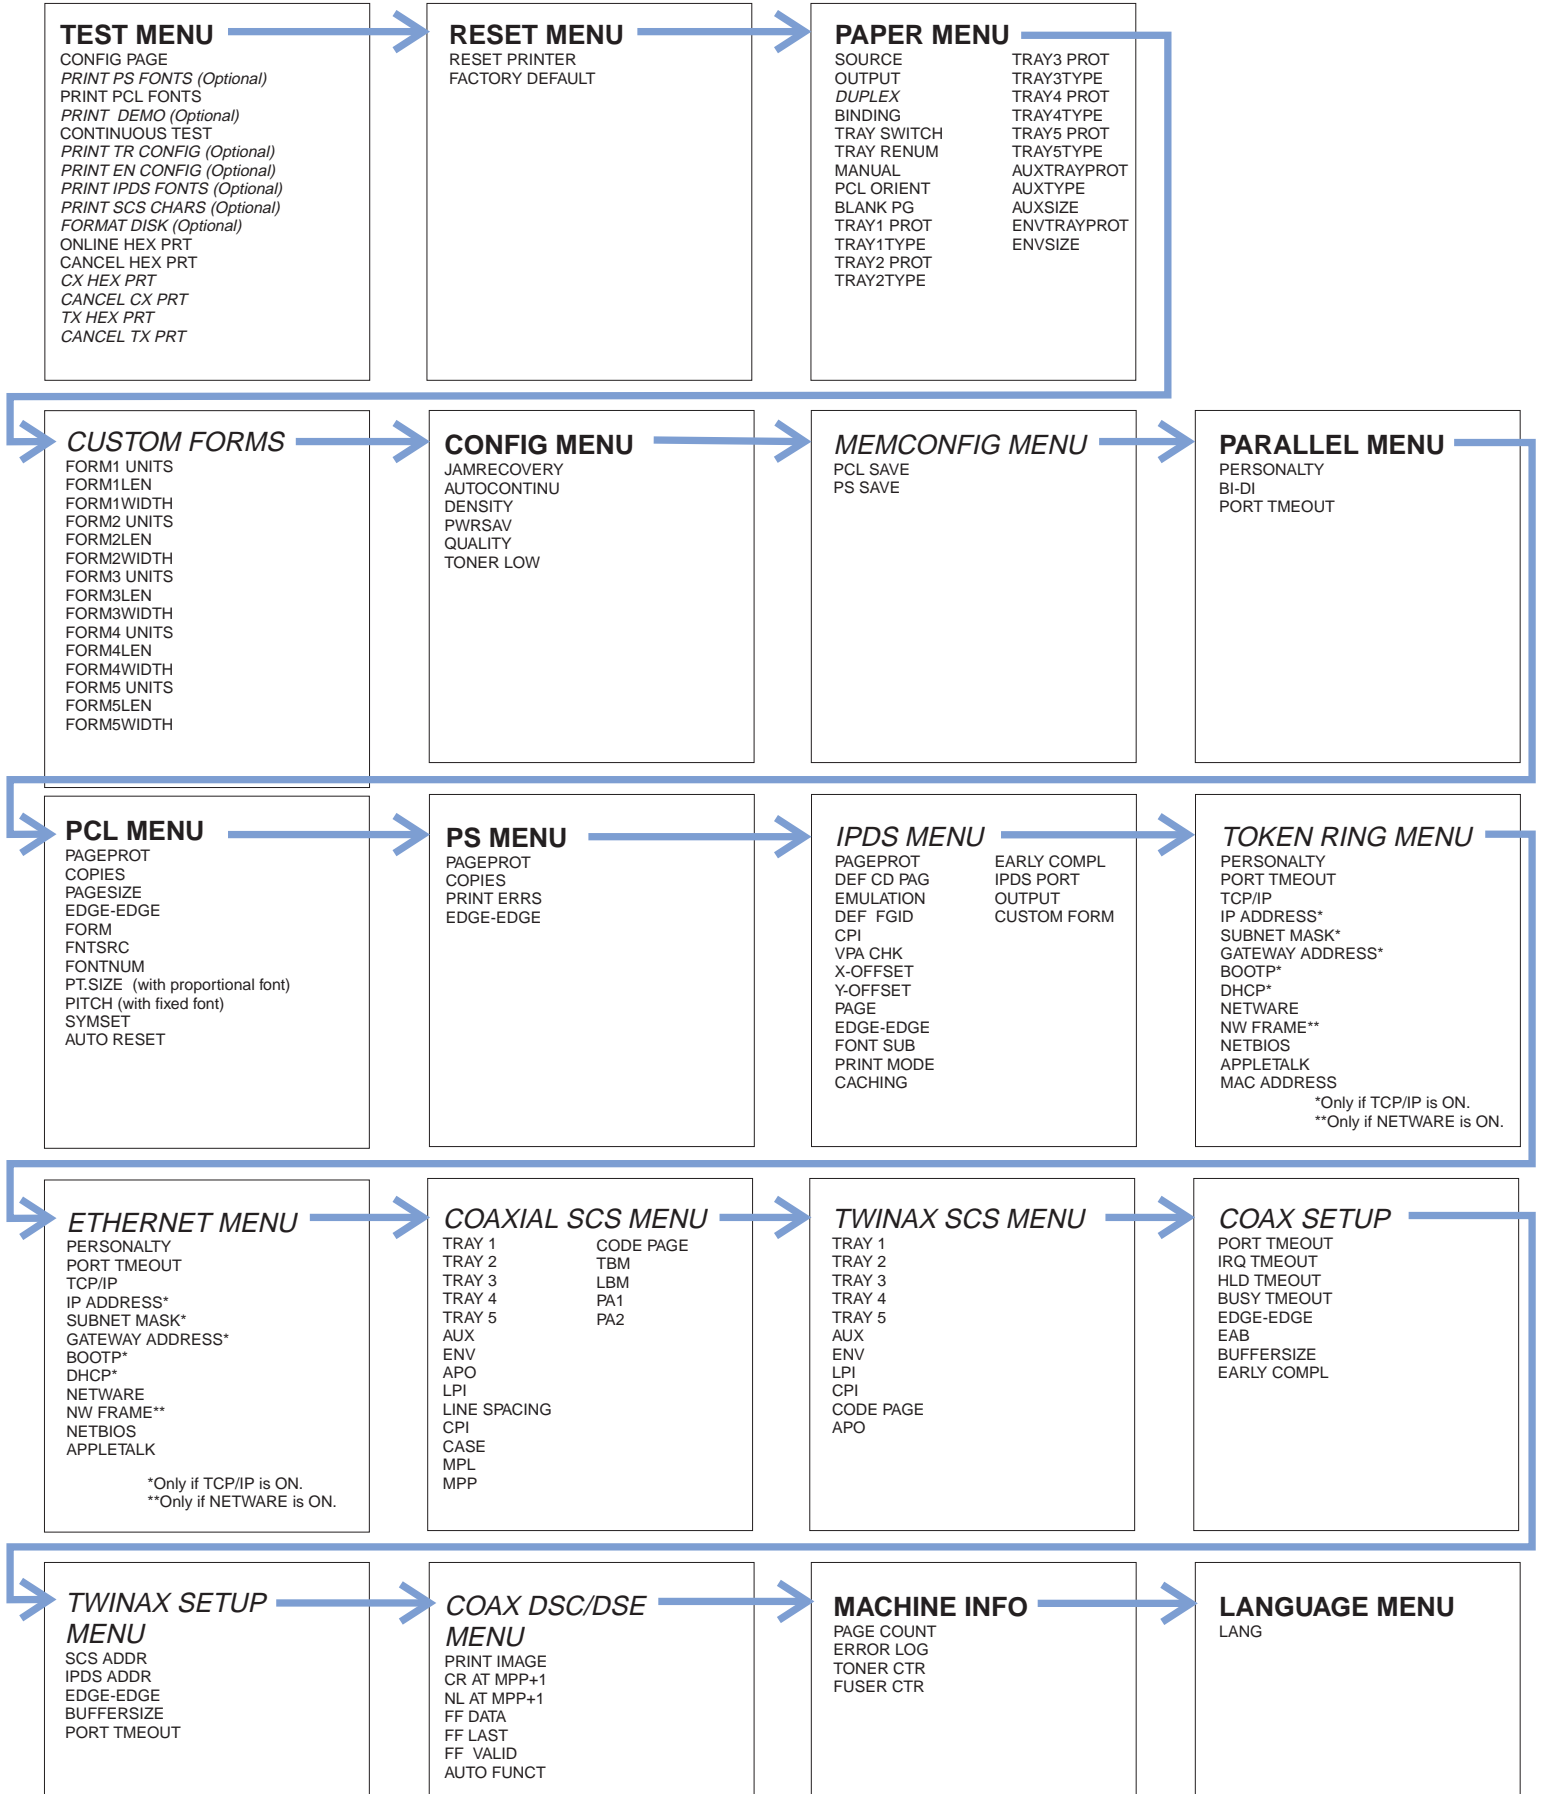 TEST MENU
CONFIG PAGE
PRINT PS FONTS (Optional)
PRINT PCL FONTS
PRINT DEMO (Optional)
CONTINUOUS TEST
PRINT TR CONFIG (Optional)
PRINT EN CONFIG (Optional)
PRINT IPDS FONTS (Optional)
PRINT SCS CHARS (Optional)
FORMAT DISK (Optional)
ONLINE HEX PRT
CANCEL HEX PRT
CX HEX PRT
CANCEL CX PRT
TX HEX PRT
CANCEL TX PRT
RESET MENU
RESET PRINTER
FACTORY DEFAULT
PAPER MENU
SOURCE
OUTPUT
DUPLEX
BINDING
TRAY SWITCH
TRAY RENUM
MANUAL
PCL ORIENT
BLANK PG
TRAY1 PROT
TRAY1TYPE
TRAY2 PROT
TRAY2TYPE
TRAY3 PROT
TRAY3TYPE
TRAY4 PROT
TRAY4TYPE
TRAY5 PROT
TRAY5TYPE
AUXTRAYPROT
AUXTYPE
AUXSIZE
ENVTRAYPROT
ENVSIZE
CUSTOM FORMS
FORM1 UNITS
FORM1LEN
FORM1WIDTH
FORM2 UNITS
FORM2LEN
FORM2WIDTH
FORM3 UNITS
FORM3LEN
FORM3WIDTH
FORM4 UNITS
FORM4LEN
FORM4WIDTH
FORM5 UNITS
FORM5LEN
FORM5WIDTH
CONFIG MENU
JAMRECOVERY
AUTOCONTINU
DENSITY
PWRSAV
QUALITY
TONER LOW
MEMCONFIG MENU
PCL SAVE
PS SAVE
PARALLEL MENU
PERSONALTY
BI-DI
PORT TMEOUT
PCL MENU
PAGEPROT
COPIES
PAGESIZE
EDGE-EDGE
FORM
FNTSRC
FONTNUM
PT.SIZE (with proportional font)
PITCH (with fixed font)
SYMSET
AUTO RESET
PS MENU
PAGEPROT
COPIES
PRINT ERRS
EDGE-EDGE
IPDS MENU
PAGEPROT
DEF CD PAG
EMULATION
DEF FGID
CPI
VPA CHK
X-OFFSET
Y-OFFSET
PAGE
EDGE-EDGE
FONT SUB
PRINT MODE
CACHING
EARLY COMPL
IPDS PORT
OUTPUT
CUSTOM FORM
TOKEN RING MENU
PERSONALTY
PORT TMEOUT
TCP/IP
IP ADDRESS*
SUBNET MASK*
GATEWAY ADDRESS*
BOOTP*
DHCP*
NETWARE
NW FRAME**
NETBIOS
APPLETALK
MAC ADDRESS
*Only if TCP/IP is ON.
**Only if NETWARE is ON.
ETHERNET MENU
PERSONALTY
PORT TMEOUT
TCP/IP
IP ADDRESS*
SUBNET MASK*
GATEWAY ADDRESS*
BOOTP*
DHCP*
NETWARE
NW FRAME**
NETBIOS
APPLETALK
*Only if TCP/IP is ON.
**Only if NETWARE is ON.
COAXIAL SCS MENU
TRAY 1
TRAY 2
TRAY 3
TRAY 4
TRAY 5
AUX
ENV
APO
LPI
LINE SPACING
CPI
CASE
MPL
MPP
CODE PAGE
TBM
LBM
PA1
PA2
TWINAX SCS MENU
TRAY 1
TRAY 2
TRAY 3
TRAY 4
TRAY 5
AUX
ENV
LPI
CPI
CODE PAGE
APO
COAX SETUP
PORT TMEOUT
IRQ TMEOUT
HLD TMEOUT
BUSY TMEOUT
EDGE-EDGE
EAB
BUFFERSIZE
EARLY COMPL
TWINAX SETUP
MENU
SCS ADDR
IPDS ADDR
EDGE-EDGE
BUFFERSIZE
PORT TMEOUT
COAX DSC/DSE
MENU
PRINT IMAGE
CR AT MPP+1
NL AT MPP+1
FF DATA
FF LAST
FF VALID
AUTO FUNCT
MACHINE INFO
PAGE COUNT
ERROR LOG
TONER CTR
FUSER CTR
LANGUAGE MENU
LANG